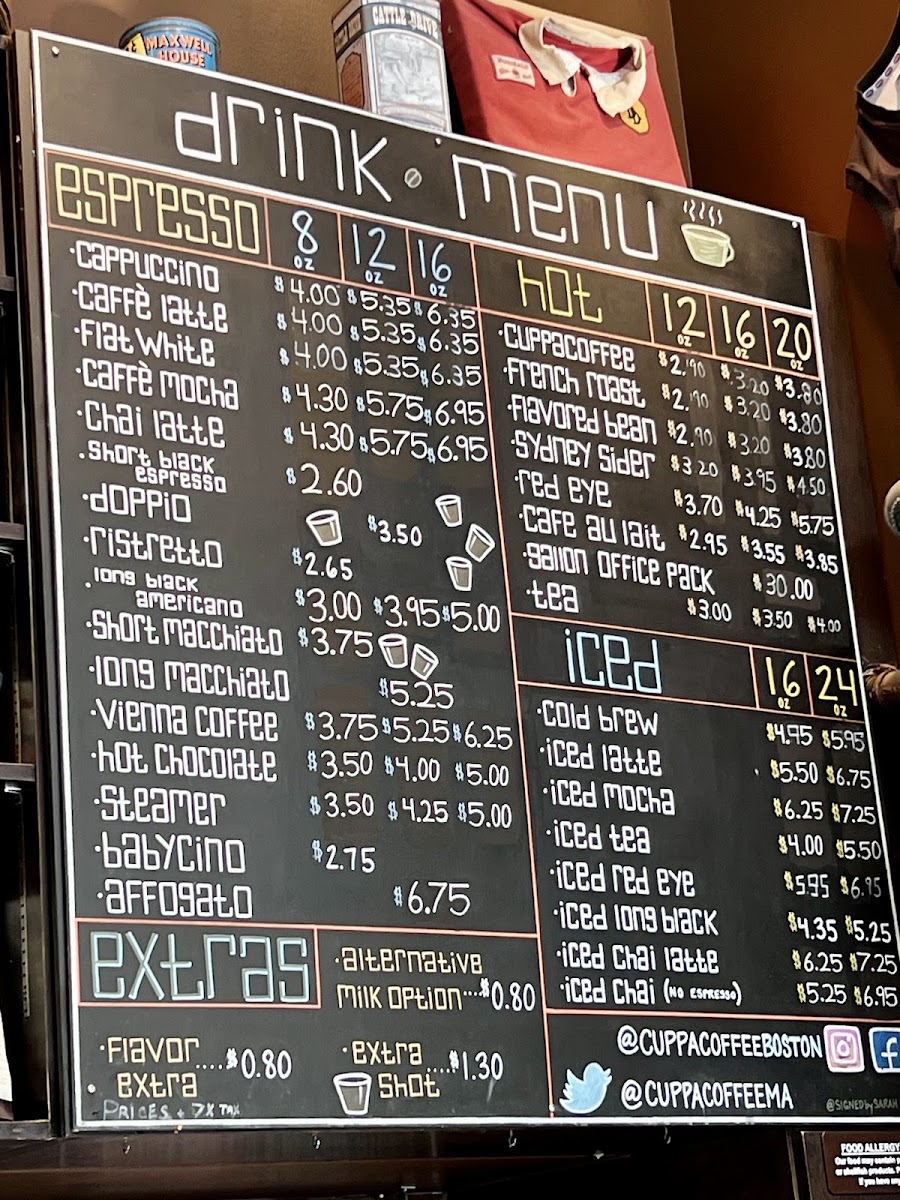 MAXWELL
HOUSE
CATTLE DRIVE
drink menu
espresso 8 oz 12 oz 16 oz
·cappuccino $4.00 $5.35 $6.35
·caffè latte $4.00 $5.35 $6.35
·flat white $4.00 $5.35 $6.35
·caffè mocha $4.30 $5.75 $6.95
·chai latte $4.30 $5.75 $6.95
·short black
espresso $2.60
·doppio $3.50
·ristretto $2.65
·long black
americano $3.00 $3.95 $5.00
·short macchiato $3.75
·long macchiato $5.25
·vienna coffee $3.75 $5.25 $6.25
·hot chocolate $3.50 $4.00 $5.00
·steamer $3.50 $4.25 $5.00
·babycino $2.75
·affogato $6.75
extras
·alternative
milk option...$0.80
·flavor
extra ....$0.80
·extra
shot ....$1.30
PRICES + 7% TAX
hot 12 oz 16 oz 20 oz
·cuppacoffee $2.90 $3.20 $3.80
·french roast $2.90 $3.20 $3.80
·flavored bean $2.90 $3.20 $3.80
·sydney sider $3.20 $3.95 $4.50
·red eye $3.70 $4.25 $5.75
·cafe au lait $2.95 $3.55 $3.85
·gallon office pack $30.00
·tea $3.00 $3.50 $4.00
iced 16 oz 24 oz
·cold brew $4.95 $5.95
·iced latte $5.50 $6.75
·iced mocha $6.25 $7.25
·iced tea $4.00 $5.50
·iced red eye $5.95 $6.95
·iced long black $4.35 $5.25
·iced chai latte $6.25 $7.25
·iced chai (NO ESPRESSO) $5.25 $6.95
@CUPPACOFFEEBOSTON
@CUPPACOFFEEMA
@SIGNEDbySARAH
FOOD ALLERGY
Our food may contain
or shellfish products.
If you have any